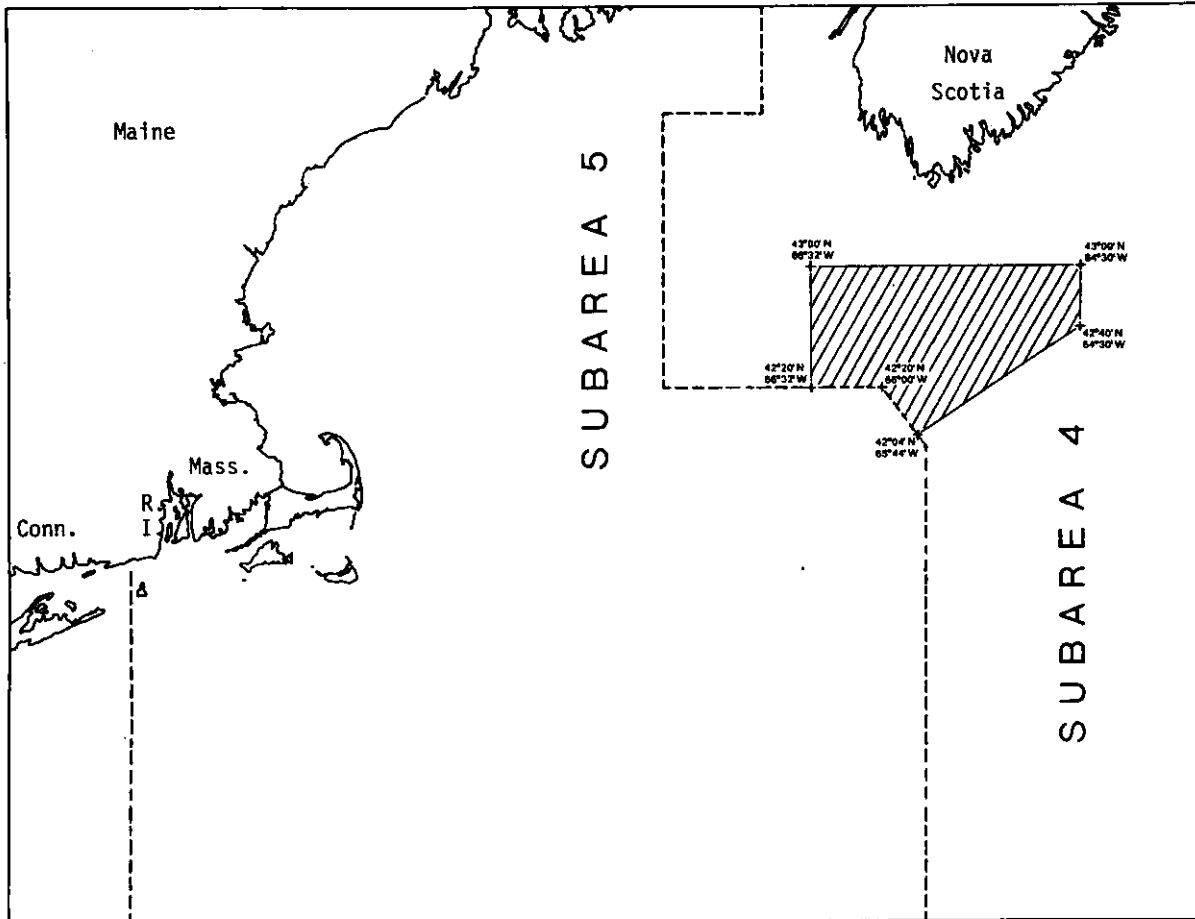 Nova
Scotia
Maine
SUBAREA 5
43°00' N
66°32' W
43°00' N
64°30' W
42°40' N
64°30' W
42°20' N
66°32' W
42°20' N
66°00' W
42°04' N
65°44' W
SUBAREA 4
Mass.
R.
I.
Conn.